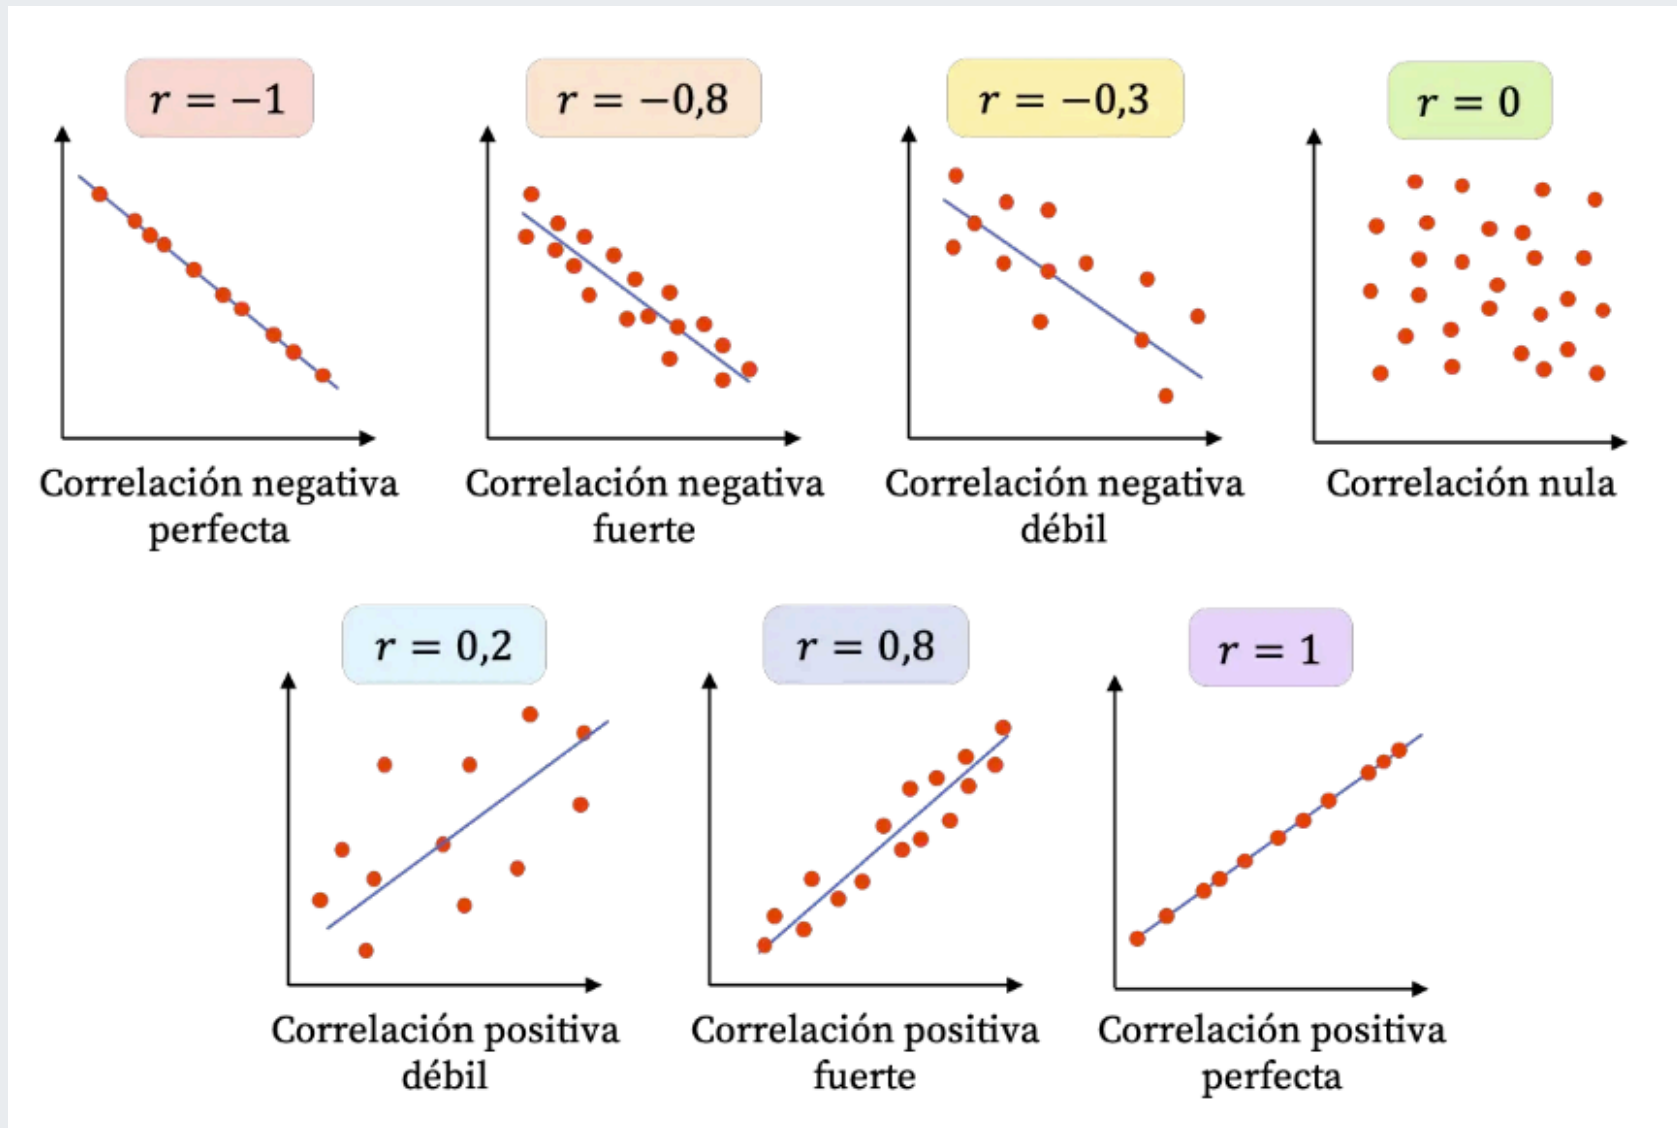 r = −1
r = −0,8
r = −0,3
r = 0
Correlación negativa
perfecta
Correlación negativa
fuerte
Correlación negativa
débil
Correlación nula
r = 0,2
r = 0,8
r = 1
Correlación positiva
débil
Correlación positiva
fuerte
Correlación positiva
perfecta